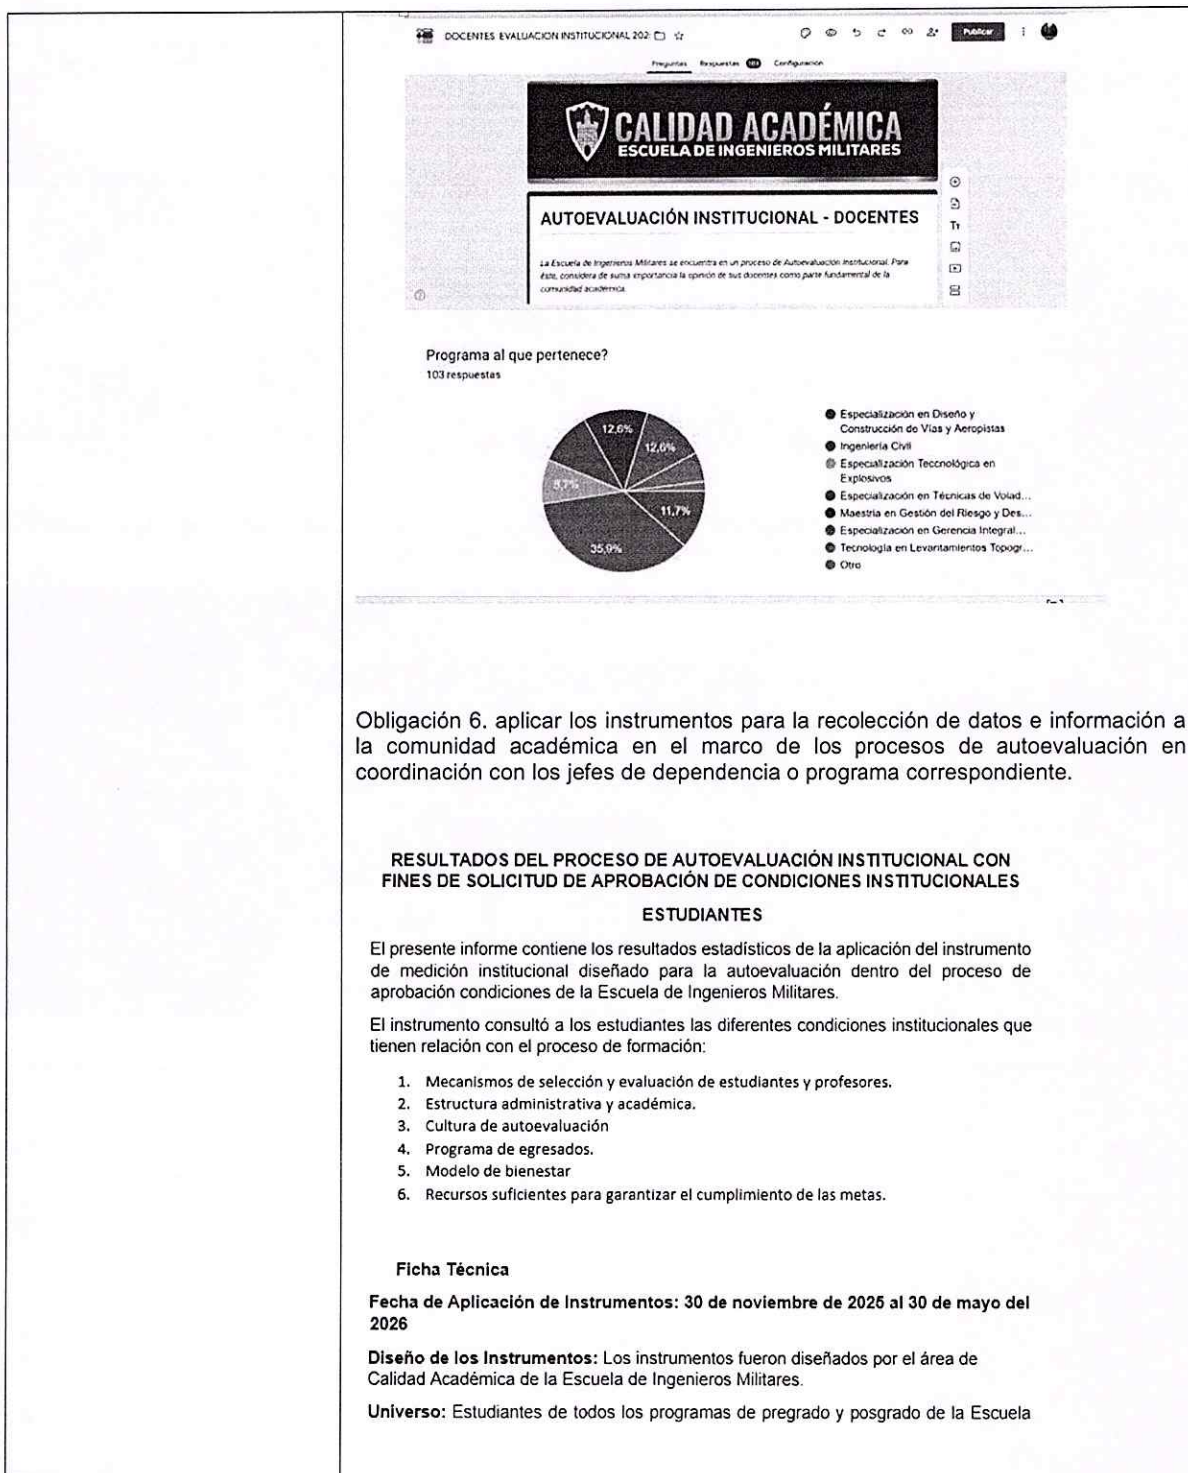 DOCENTES EVALUACION INSTITUCIONAL 202
Publicar
Preguntas Respuestas Configuración
CALIDAD ACADÉMICA
ESCUELA DE INGENIEROS MILITARES
AUTOEVALUACIÓN INSTITUCIONAL - DOCENTES
La Escuela de Ingenieros Militares se encuentra en un proceso de Autoevaluación Institucional. Para
éste, considera de suma importancia la opinión de sus docentes como parte fundamental de la
comunidad académica.
Programa al que pertenece?
103 respuestas
12,6%
12,6%
8,7%
11,7%
35,9%
Especialización en Diseño y
Construcción de Vías y Aeropistas
Ingeniería Civil
Especialización Teccnológica en
Explosivos
Especialización en Técnicas de Volad...
Maestría en Gestión del Riesgo y Des...
Especialización en Gerencia Integral...
Tecnología en Levantamientos Topogr...
Otro
Obligación 6. aplicar los instrumentos para la recolección de datos e información a
la comunidad académica en el marco de los procesos de autoevaluación en
coordinación con los jefes de dependencia o programa correspondiente.
RESULTADOS DEL PROCESO DE AUTOEVALUACIÓN INSTITUCIONAL CON
FINES DE SOLICITUD DE APROBACIÓN DE CONDICIONES INSTITUCIONALES
ESTUDIANTES
El presente informe contiene los resultados estadísticos de la aplicación del instrumento
de medición institucional diseñado para la autoevaluación dentro del proceso de
aprobación condiciones de la Escuela de Ingenieros Militares.
El instrumento consultó a los estudiantes las diferentes condiciones institucionales que
tienen relación con el proceso de formación:
1. Mecanismos de selección y evaluación de estudiantes y profesores.
2. Estructura administrativa y académica.
3. Cultura de autoevaluación
4. Programa de egresados.
5. Modelo de bienestar
6. Recursos suficientes para garantizar el cumplimiento de las metas.
Ficha Técnica
Fecha de Aplicación de Instrumentos: 30 de noviembre de 2025 al 30 de mayo del
2026
Diseño de los Instrumentos: Los instrumentos fueron diseñados por el área de
Calidad Académica de la Escuela de Ingenieros Militares.
Universo: Estudiantes de todos los programas de pregrado y posgrado de la Escuela